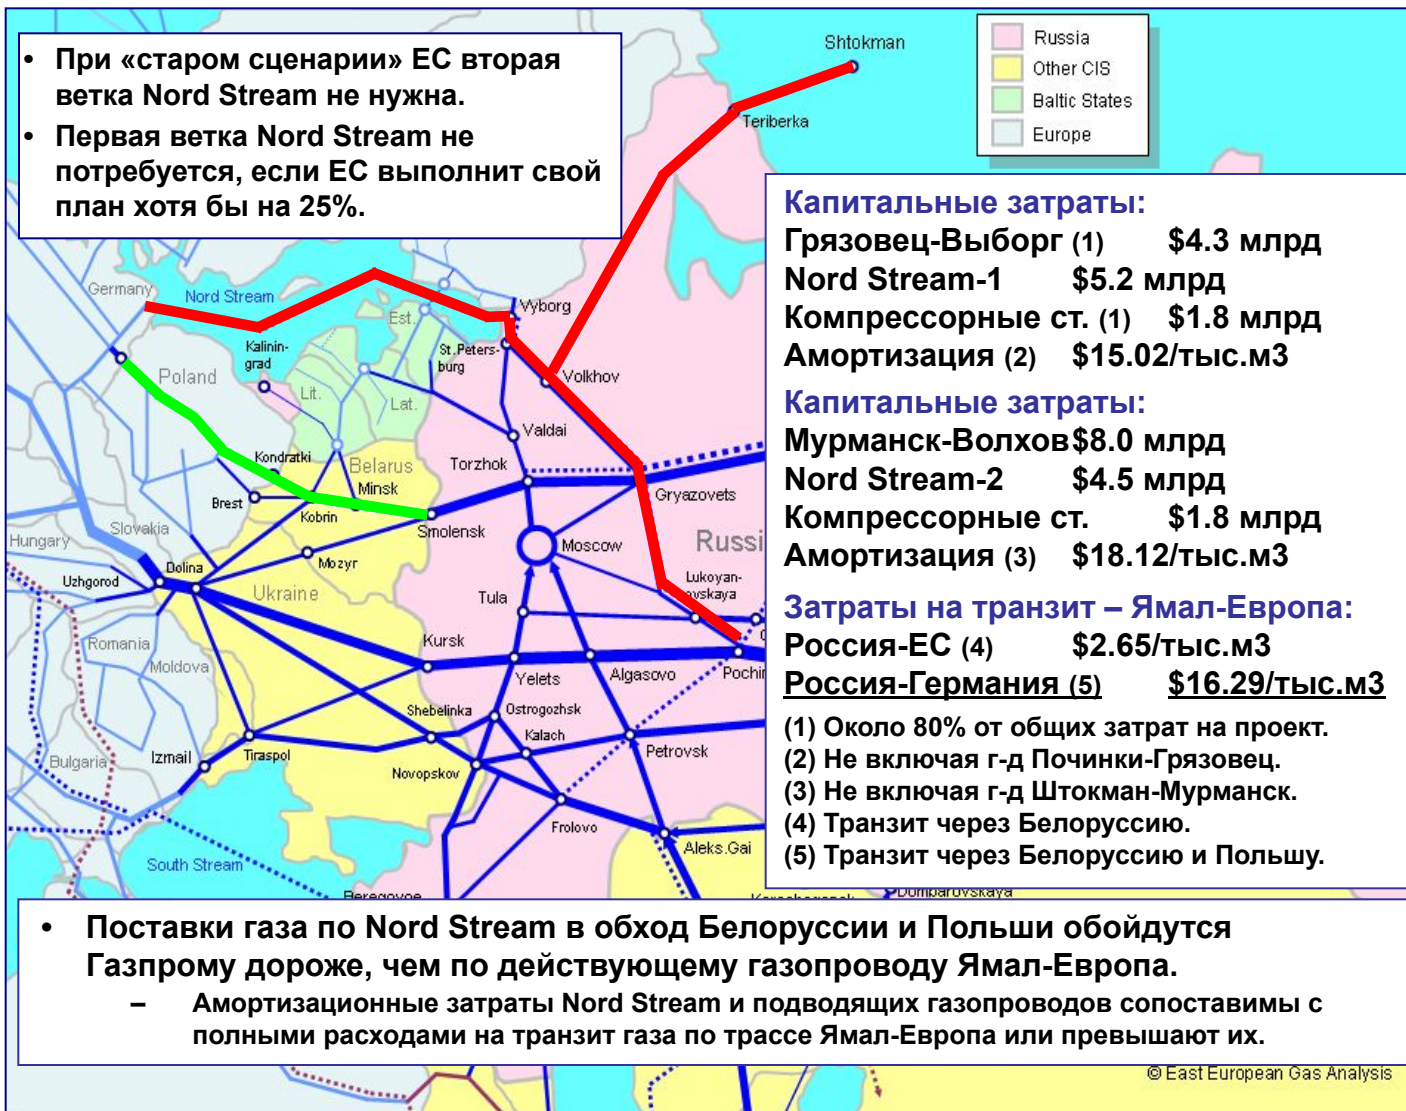 • При «старом сценарии» ЕС вторая
ветка Nord Stream не нужна.
• Первая ветка Nord Stream не
потребуется, если ЕС выполнит свой
план хотя бы на 25%.
Shtokman
Teriberka
Russia
Other CIS
Baltic States
Europe
Капитальные затраты:
Грязовец-Выборг (1) $4.3 млрд
Nord Stream-1 $5.2 млрд
Компрессорные ст. (1) $1.8 млрд
Амортизация (2) $15.02/тыс.м3
Капитальные затраты:
Мурманск-Волхов $8.0 млрд
Nord Stream-2 $4.5 млрд
Компрессорные ст. $1.8 млрд
Амортизация (3) $18.12/тыс.м3
Затраты на транзит – Ямал-Европа:
Россия-ЕС (4) $2.65/тыс.м3
Россия-Германия (5) $16.29/тыс.м3
(1) Около 80% от общих затрат на проект.
(2) Не включая г-д Починки-Грязовец.
(3) Не включая г-д Штокман-Мурманск.
(4) Транзит через Белоруссию.
(5) Транзит через Белоруссию и Польшу.
Germany
Nord Stream
Vyborg
Est.
Kalinin-
grad
St.Peters-
burg
Volkhov
Poland
Lit.
Lat.
Valdai
Kondratki
Belarus
Torzhok
Minsk
Gryazovets
Brest
Kobrin
Smolensk
Slovakia
Hungary
Moscow
Russi
Mozyr
Dolina
Uzhgorod
Ukraine
Lukoyan-
ovskaya
Tula
Romania
Kursk
Moldova
Yelets
Algasovo
Pochin
Shebelinka
Ostrogozhsk
Kalach
Bulgaria
Izmail
Tiraspol
Petrovsk
Novopskov
Frolovo
Aleks.Gai
South Stream
Beregovoe
Dombarovskaya
• Поставки газа по Nord Stream в обход Белоруссии и Польши обойдутся
Газпрому дороже, чем по действующему газопроводу Ямал-Европа.
– Амортизационные затраты Nord Stream и подводящих газопроводов сопоставимы с
полными расходами на транзит газа по трассе Ямал-Европа или превышают их.
© East European Gas Analysis